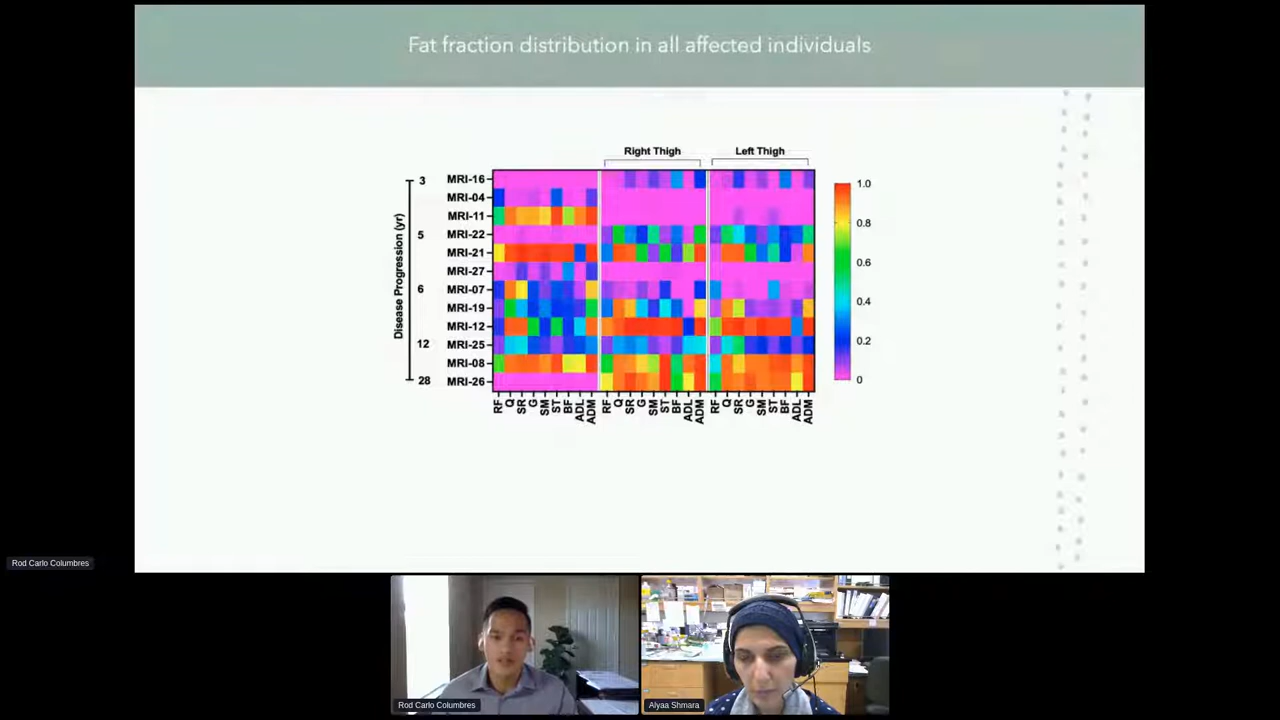 Fat fraction distribution in all affected individuals
Right Thigh
Left Thigh
Disease Progression (yr)
3
5
6
12
28
MRI-16
MRI-04
MRI-11
MRI-22
MRI-21
MRI-27
MRI-07
MRI-19
MRI-12
MRI-25
MRI-08
MRI-26
RF Q SR G SM ST BF ADL ADM RF Q SR G SM ST BF ADL ADM RF Q SR G SM ST BF ADL ADM
1.0
0.8
0.6
0.4
0.2
0
Rod Carlo Columbres
Rod Carlo Columbres
Alyaa Shmara